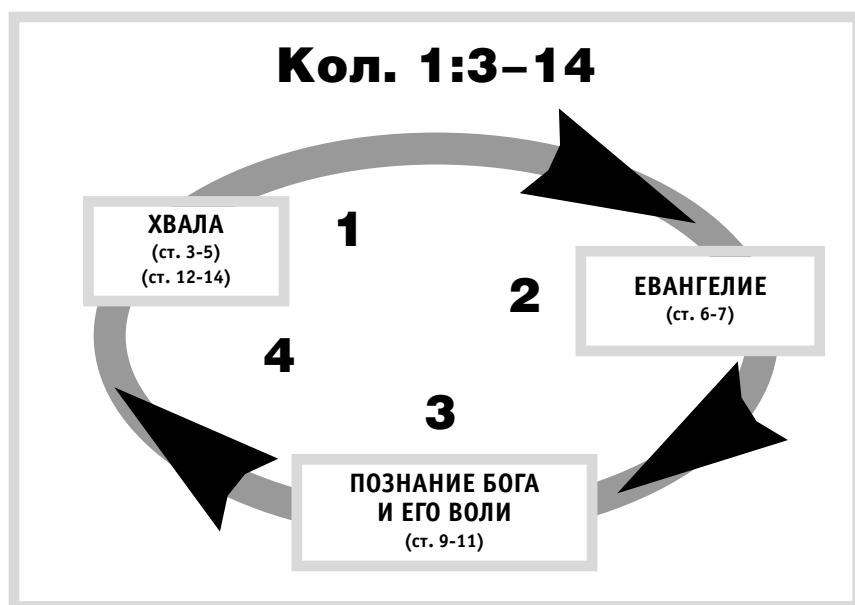 Кол. 1:3–14
ХВАЛА
(ст. 3-5)
(ст. 12-14)
1
2
ЕВАНГЕЛИЕ
(ст. 6-7)
4
3
ПОЗНАНИЕ БОГА
И ЕГО ВОЛИ
(ст. 9-11)